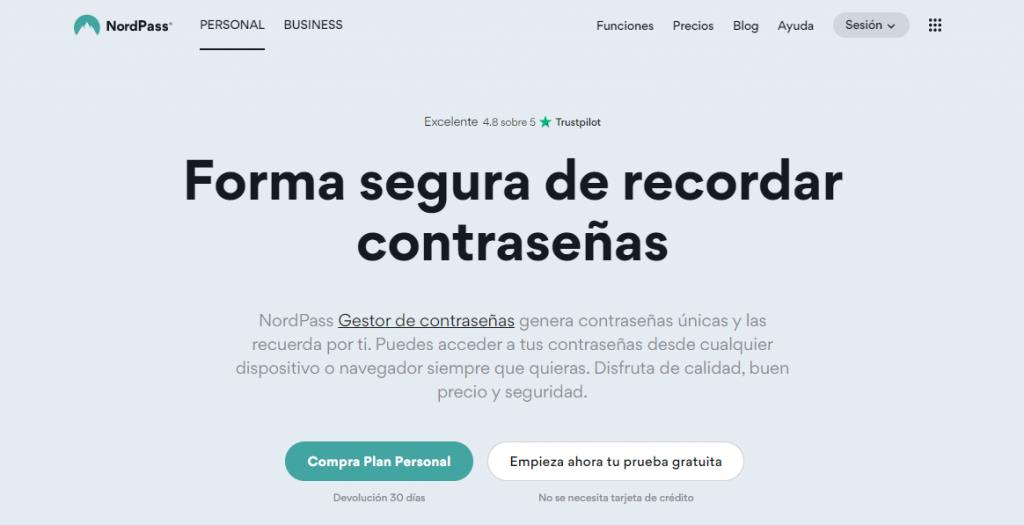 NordPass®
PERSONAL BUSINESS Funciones Precios Blog Ayuda Sesión
Excelente 4.8 sobre 5 Trustpilot
Forma segura de recordar
contraseñas
NordPass Gestor de contraseñas genera contraseñas únicas y las
recuerda por ti. Puedes acceder a tus contraseñas desde cualquier
dispositivo o navegador siempre que quieras. Disfruta de calidad, buen
precio y seguridad.
Compra Plan Personal Empieza ahora tu prueba gratuita
Devolución 30 días No se necesita tarjeta de crédito